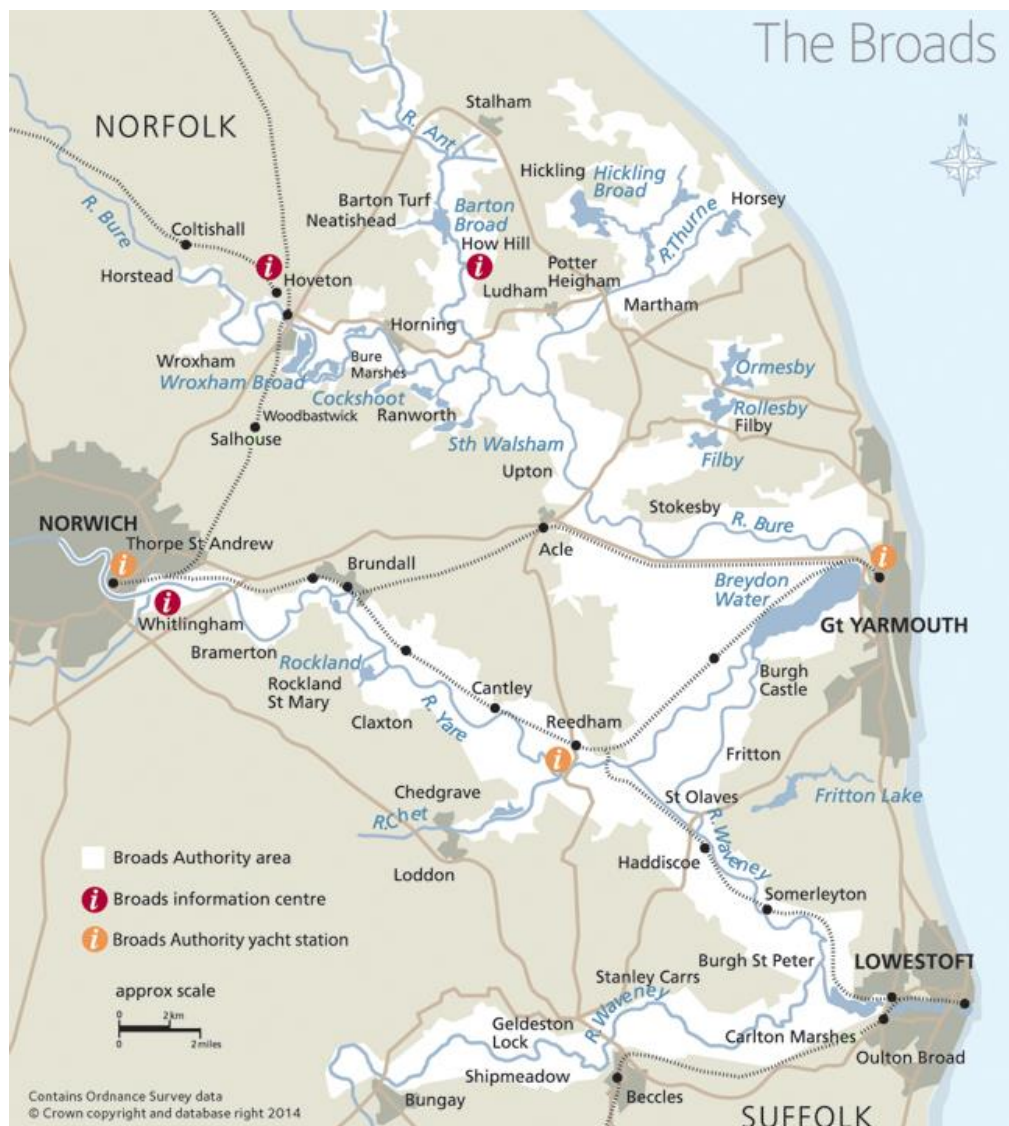 The Broads
NORFOLK
N
Stalham
R. Ant
Hickling
Hickling
Broad
Barton Turf
Neatishead
Barton
Broad
Horsey
R. Bure
Coltishall
How Hill
R.Thurne
Potter
Heigham
Horstead
i
Hoveton
i
Ludham
Martham
Horning
Wroxham
Wroxham Broad
Bure
Marshes
Ormesby
Cockshoot
Woodbastwick
Ranworth
Rollesby
Filby
Salhouse
Sth Walsham
Filby
Upton
Stokesby
NORWICH
R. Bure
Thorpe St Andrew
i
Acle
i
Brundall
Breydon
Water
i
Whitlingham
Gt YARMOUTH
Bramerton
Rockland
Rockland
St Mary
Burgh
Castle
Cantley
Claxton
R. Yare
Reedham
i
Fritton
Chedgrave
St Olaves
Fritton Lake
R.Chet
R. Waveney
Haddiscoe
Loddon
Somerleyton
Broads Authority area
i Broads information centre
i Broads Authority yacht station
Burgh St Peter
LOWESTOFT
Stanley Carrs
approx scale
0 2km
0 2miles
R. Waveney
Geldeston
Lock
Carlton Marshes
Oulton Broad
Shipmeadow
Bungay
Beccles
SUFFOLK
Contains Ordnance Survey data
© Crown copyright and database right 2014